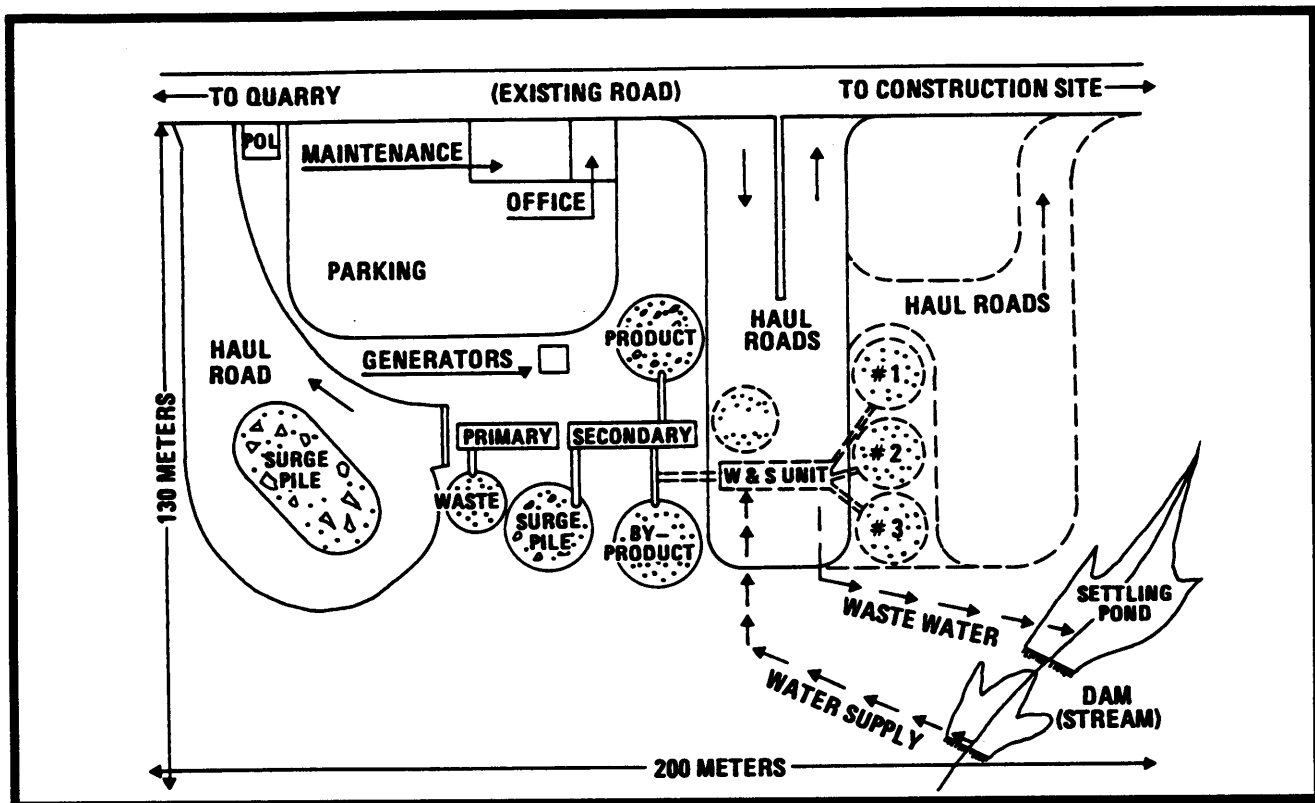 TO QUARRY
(EXISTING ROAD)
TO CONSTRUCTION SITE
POL
MAINTENANCE
OFFICE
PARKING
HAUL ROADS
HAUL
ROADS
PRODUCT
HAUL
ROAD
GENERATORS
#1
PRIMARY
SECONDARY
#2
SURGE
PILE
W & S UNIT
WASTE
SURGE
PILE
BY-
PRODUCT
#3
130 METERS
SETTLING
POND
WASTE WATER
WATER SUPPLY
DAM
(STREAM)
200 METERS